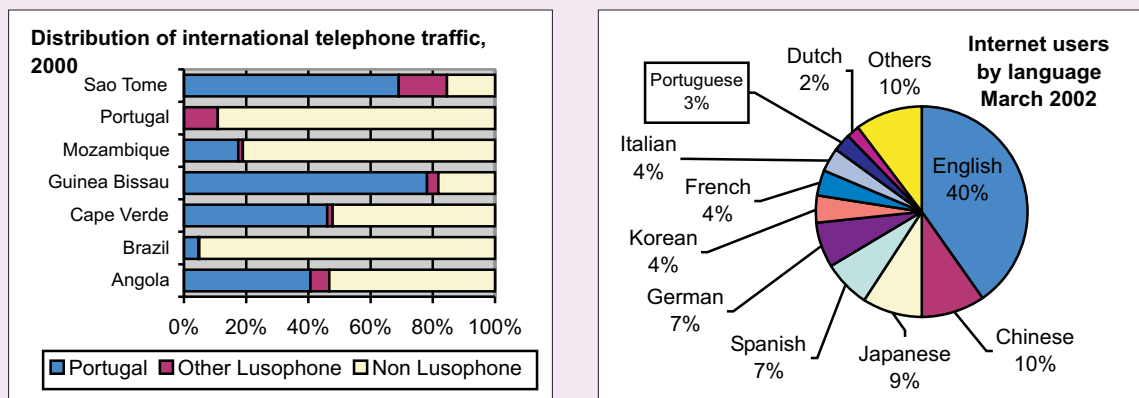 Distribution of international telephone traffic,
2000
Sao Tome
Portugal
Mozambique
Guinea Bissau
Cape Verde
Brazil
Angola
0% 20% 40% 60% 80% 100%
Portugal Other Lusophone Non Lusophone
Internet users
by language
March 2002
English
40%
Chinese
10%
Japanese
9%
Spanish
7%
German
7%
Korean
4%
French
4%
Italian
4%
Portuguese
3%
Dutch
2%
Others
10%